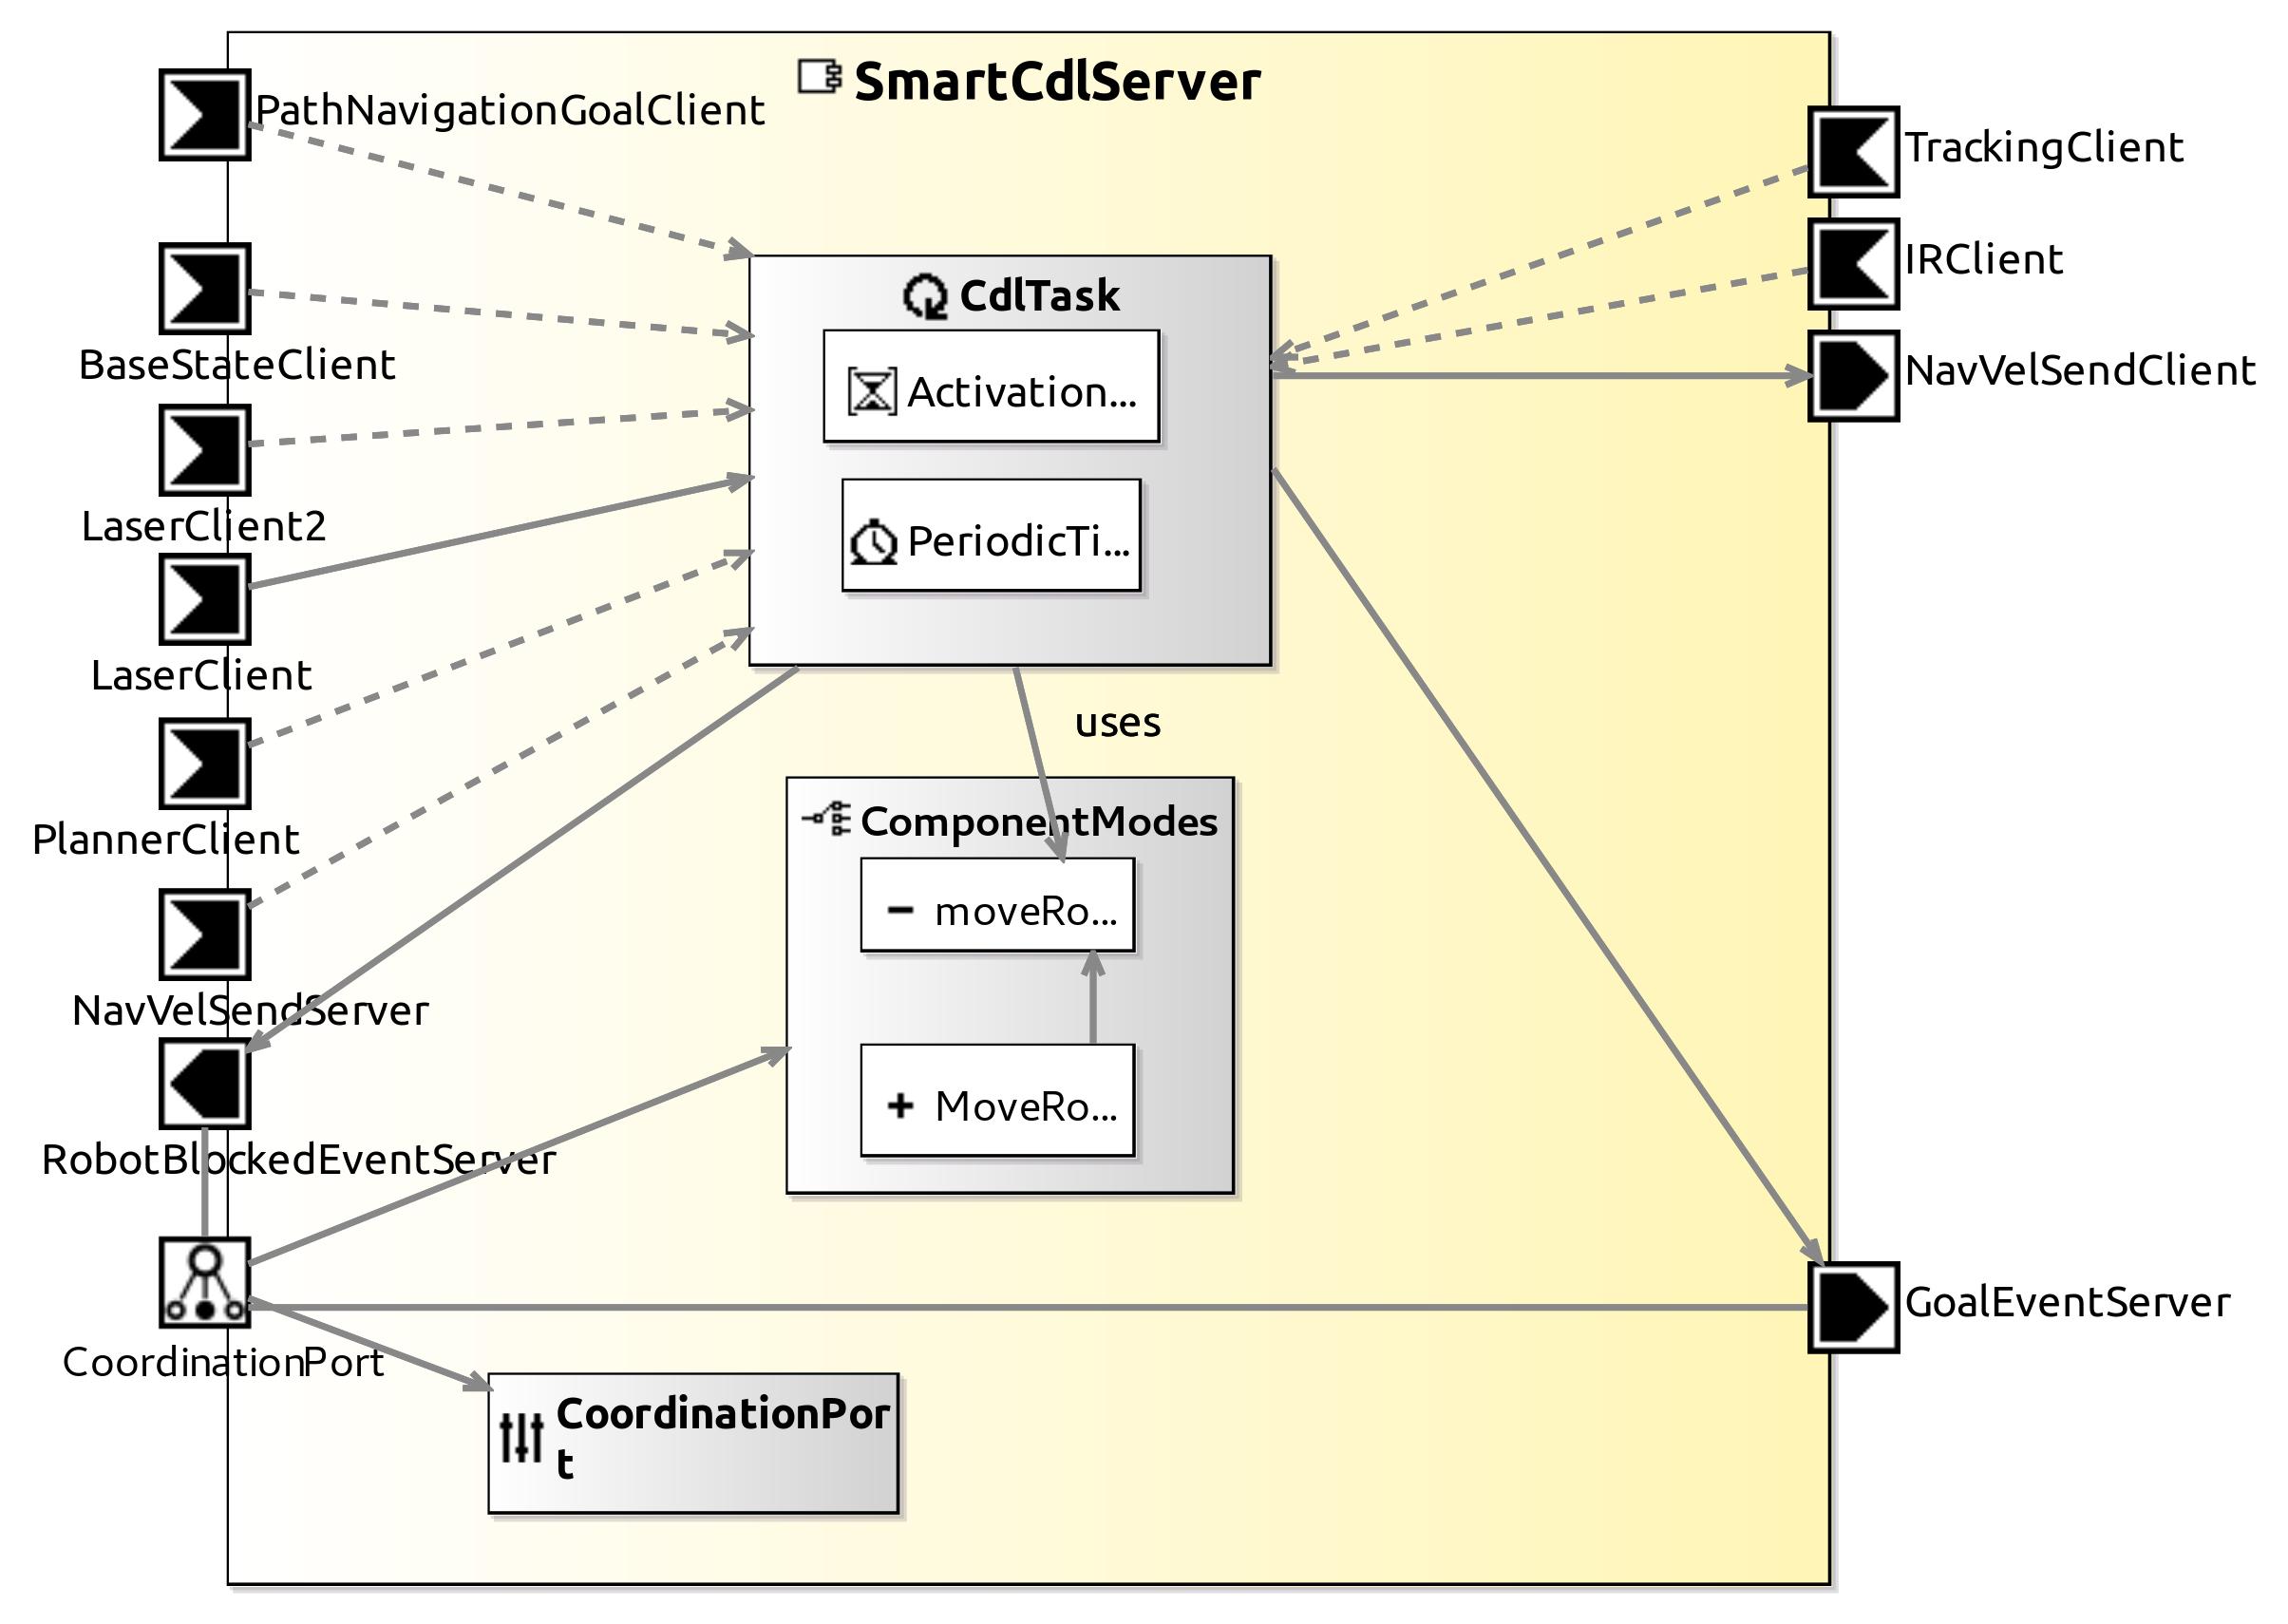 SmartCdlServer
PathNavigationGoalClient
TrackingClient
IRClient
CdlTask
BaseStateClient
NavVelSendClient
Activation...
LaserClient2
PeriodicTi...
LaserClient
uses
PlannerClient
ComponentModes
moveRo...
NavVelSendServer
MoveRo...
RobotBlockedEventServer
GoalEventServer
CoordinationPort
CoordinationPor
t